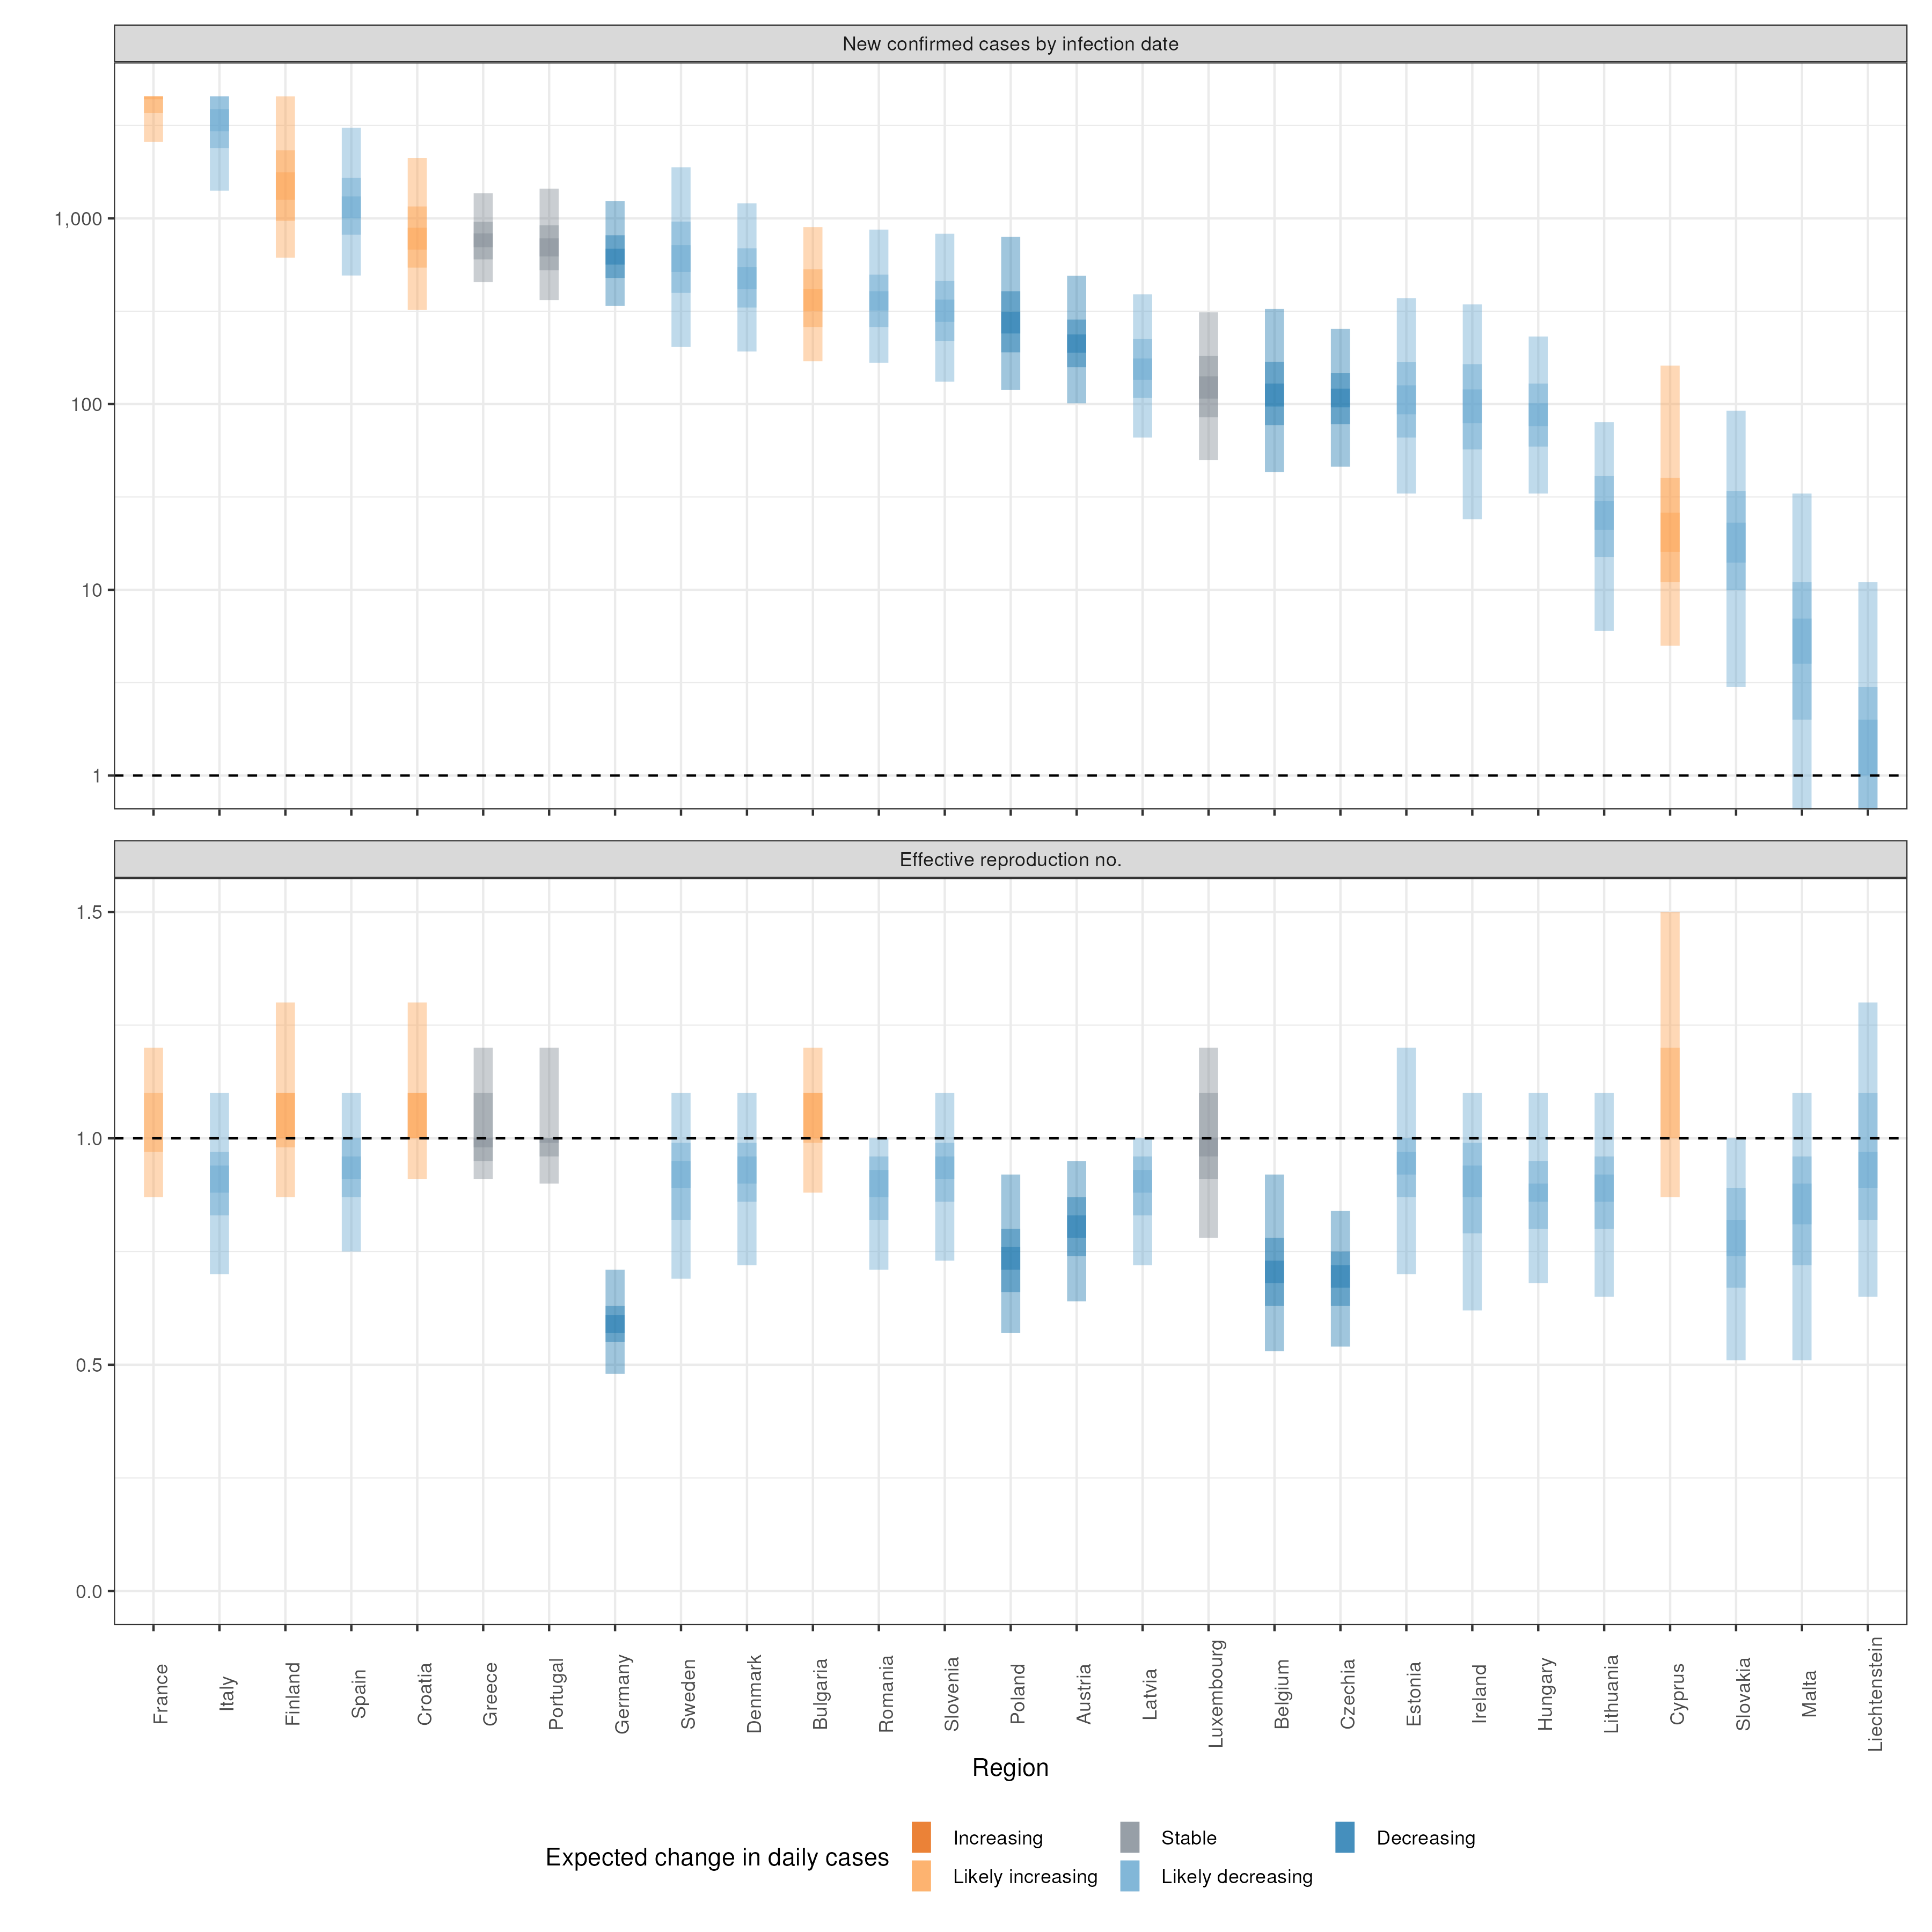 New confirmed cases by infection date
1,000
100
10
1
Effective reproduction no.
1.5
1.0
0.5
0.0
France
Italy
Finland
Spain
Croatia
Greece
Portugal
Germany
Sweden
Denmark
Bulgaria
Romania
Slovenia
Poland
Austria
Latvia
Luxembourg
Belgium
Czechia
Estonia
Ireland
Hungary
Lithuania
Cyprus
Slovakia
Malta
Liechtenstein
Region
Expected change in daily cases
Increasing
Stable
Decreasing
Likely increasing
Likely decreasing